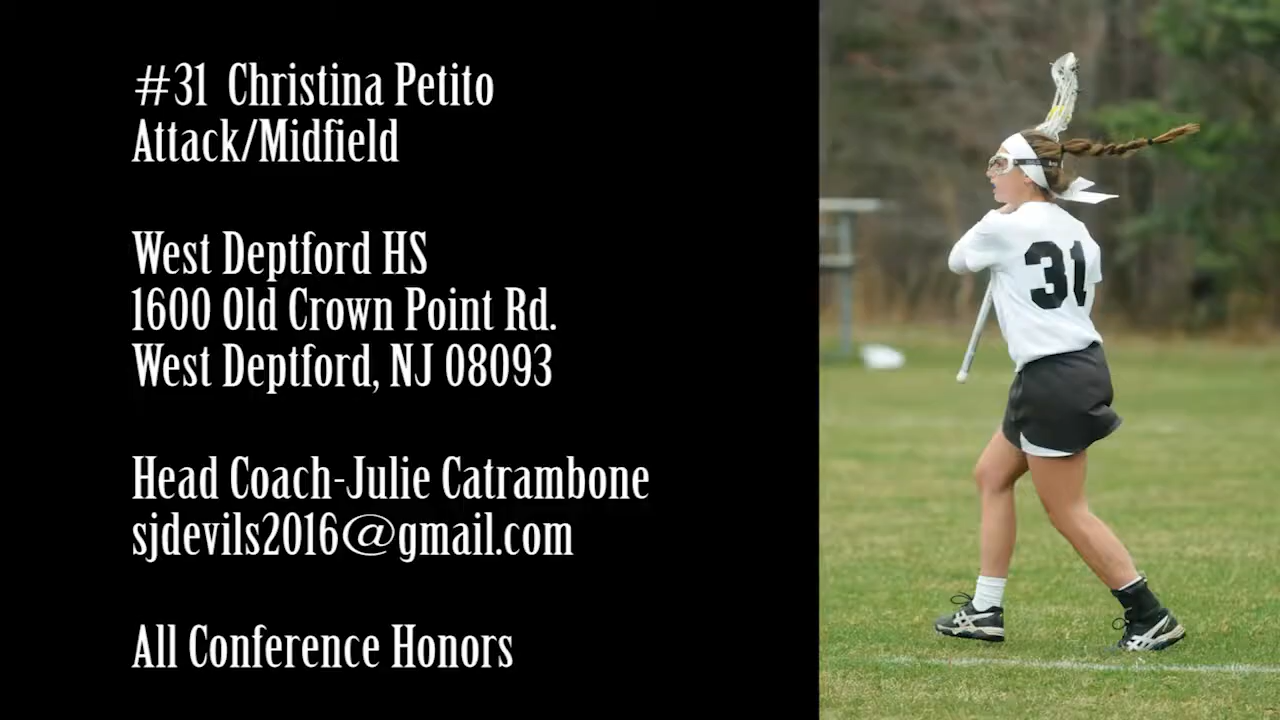 #31 Christina Petito
Attack/Midfield
West Deptford HS
1600 Old Crown Point Rd.
West Deptford, NJ 08093
Head Coach-Julie Catrambone
sjdevils2016@gmail.com
All Conference Honors
31